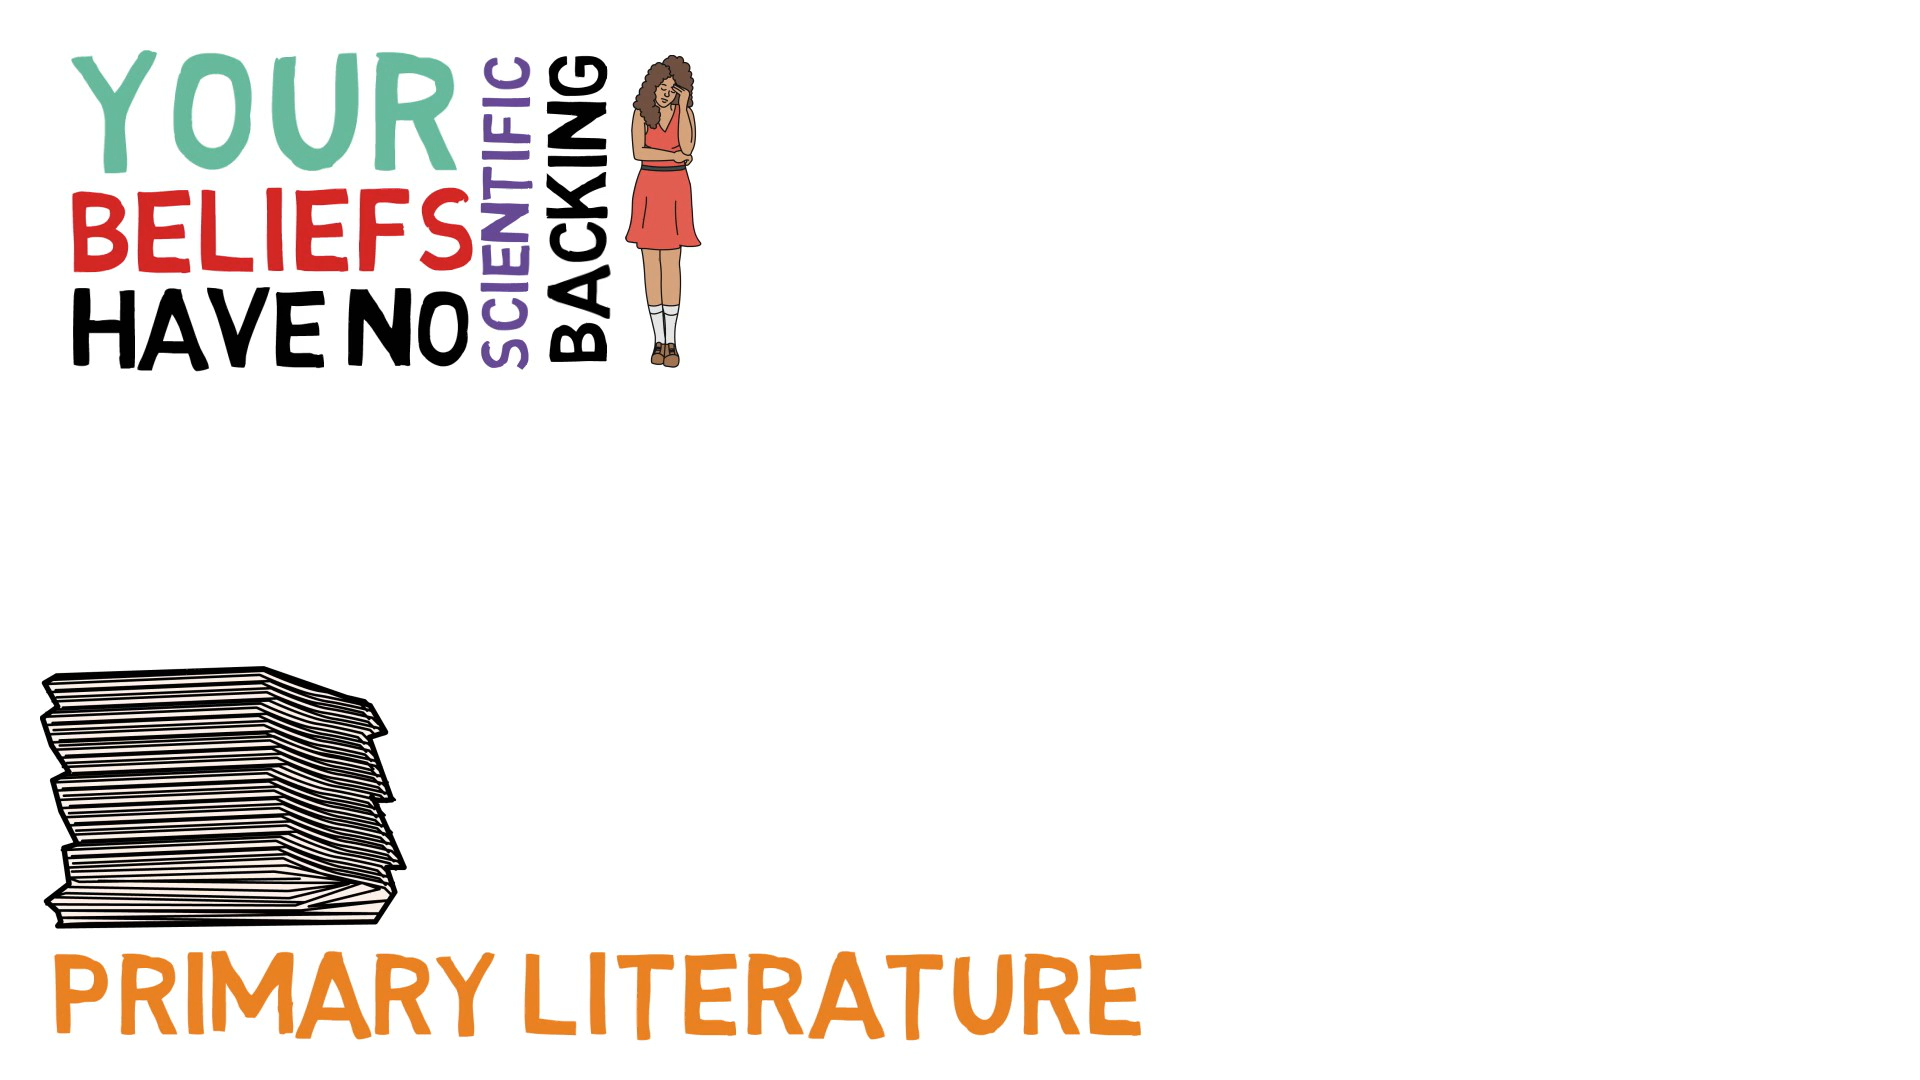 YOUR
BELIEFS
HAVE NO
SCIENTIFIC
BACKING
PRIMARY LITERATURE